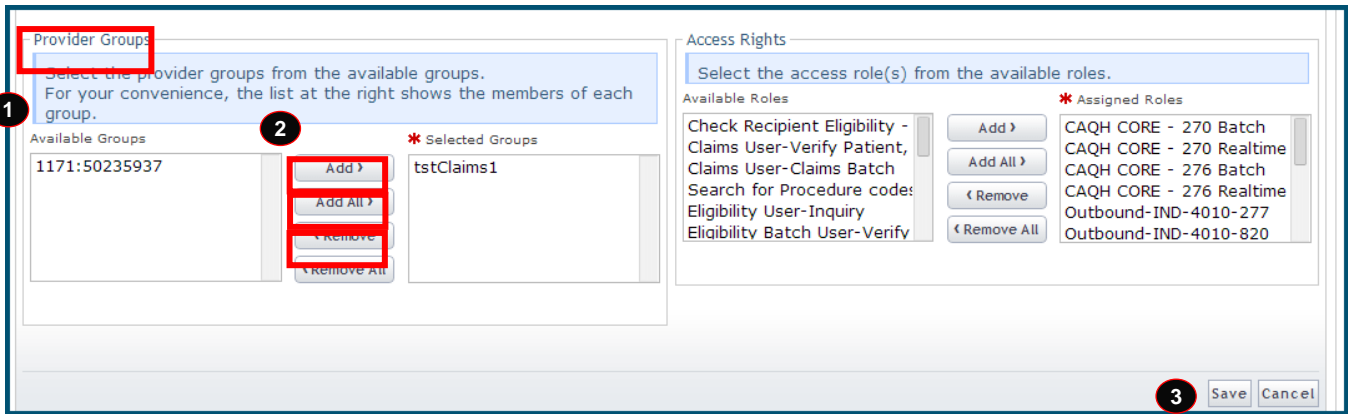 Provider Groups
Select the provider groups from the available groups.
For your convenience, the list at the right shows the members of each
group.
1
2
Available Groups
* Selected Groups
1171:50235937
tstClaims1
Add ›
Add All ›
‹ Remove
‹ Remove All
Access Rights
Select the access role(s) from the available roles.
Available Roles
* Assigned Roles
Check Recipient Eligibility -
Claims User-Verify Patient,
Claims User-Claims Batch
Search for Procedure codes
Eligibility User-Inquiry
Eligibility Batch User-Verify
Add ›
Add All ›
‹ Remove
‹ Remove All
CAQH CORE - 270 Batch
CAQH CORE - 270 Realtime
CAQH CORE - 276 Batch
CAQH CORE - 276 Realtime
Outbound-IND-4010-277
Outbound-IND-4010-820
3
Save Cancel